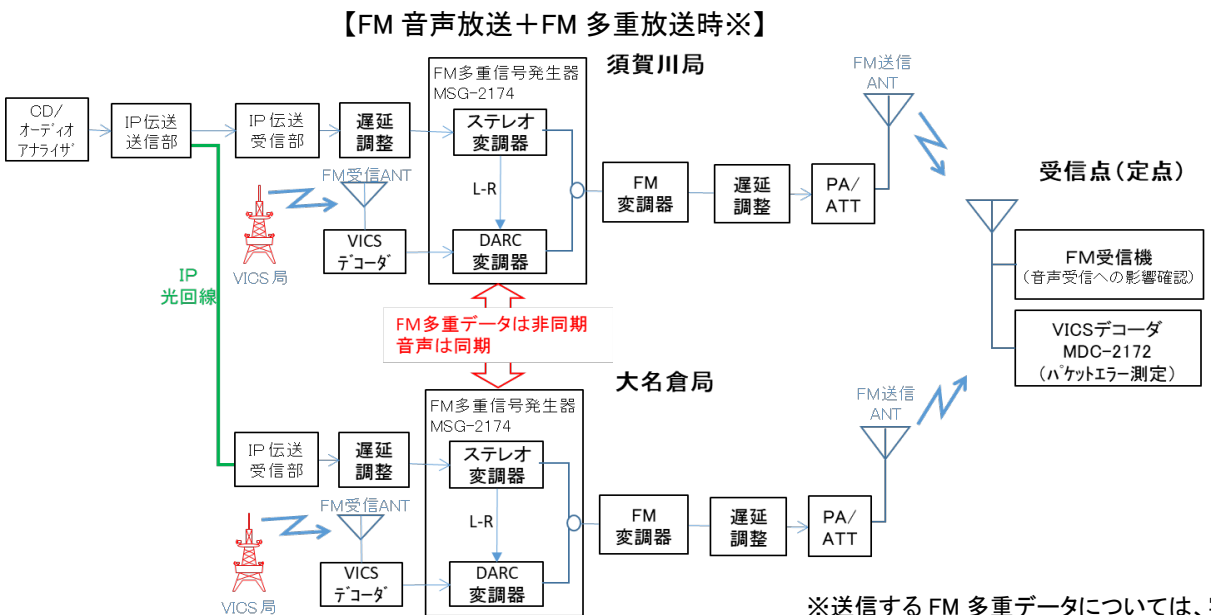 【FM 音声放送＋FM 多重放送時※】
須賀川局
FM多重信号発生器
MSG-2174
CD/
オーディオ
アナライザ
IP伝送
送信部
IP伝送
受信部
遅延
調整
ステレオ
変調器
L-R
DARC
変調器
FM受信ANT
VICS
デコーダ
VICS局
FM
変調器
遅延
調整
PA/
ATT
FM送信
ANT
受信点（定点）
FM受信機
（音声受信への影響確認）
VICSデコーダ
MDC-2172
（パケットエラー測定）
IP
光回線
FM多重データは非同期
音声は同期
大名倉局
FM多重信号発生器
MSG-2174
IP伝送
受信部
遅延
調整
ステレオ
変調器
L-R
DARC
変調器
FM受信ANT
VICS
デコーダ
VICS局
FM
変調器
遅延
調整
PA/
ATT
FM送信
ANT
※送信する FM 多重データについては、